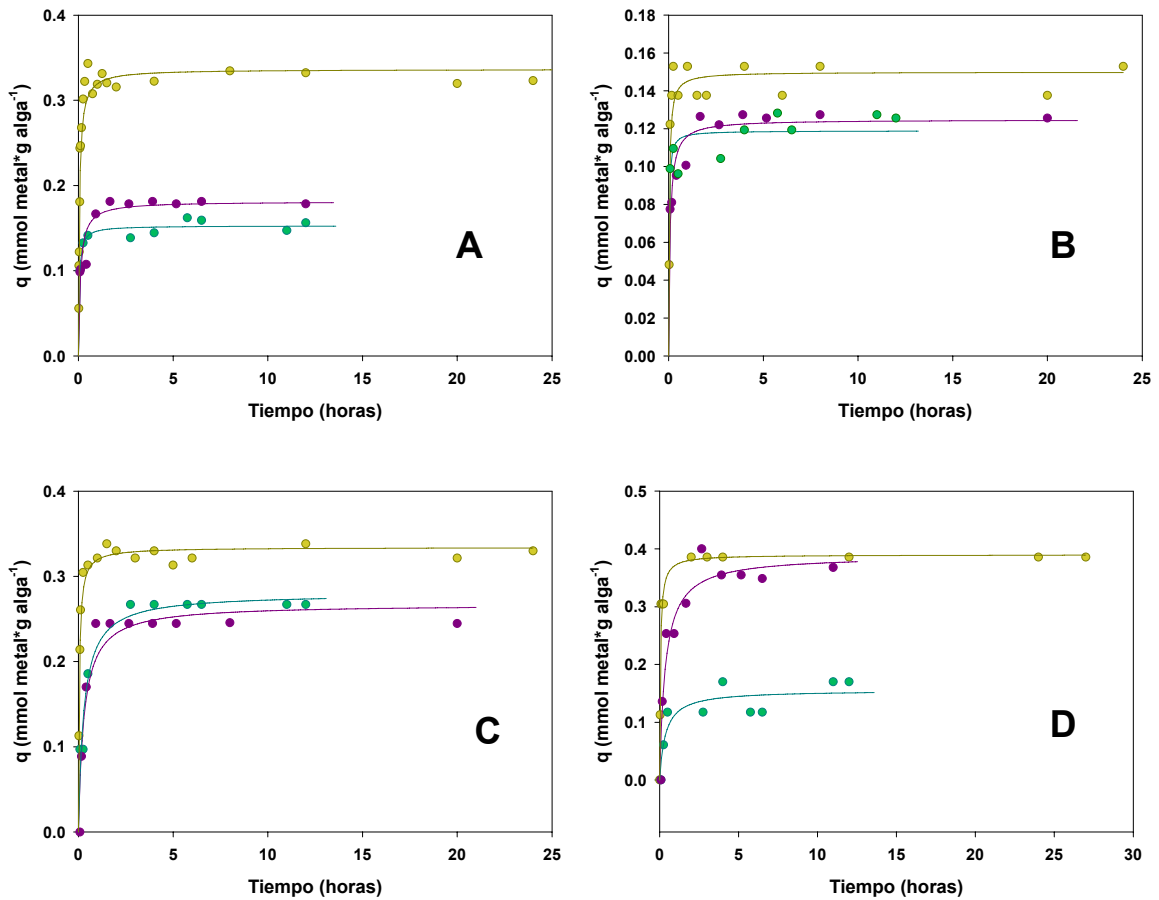 0.4
0.3
0.2
0.1
0.0
q (mmol metal*g alga⁻¹)
A
0 5 10 15 20 25
Tiempo (horas)
0.18
0.16
0.14
0.12
0.10
0.08
0.06
0.04
0.02
0.00
q (mmol metal*g alga⁻¹)
B
0 5 10 15 20 25
Tiempo (horas)
0.4
0.3
0.2
0.1
0.0
q (mmol metal*g alga⁻¹)
C
0 5 10 15 20 25
Tiempo (horas)
0.5
0.4
0.3
0.2
0.1
0.0
q (mmol metal*g alga⁻¹)
D
0 5 10 15 20 25 30
Tiempo (horas)